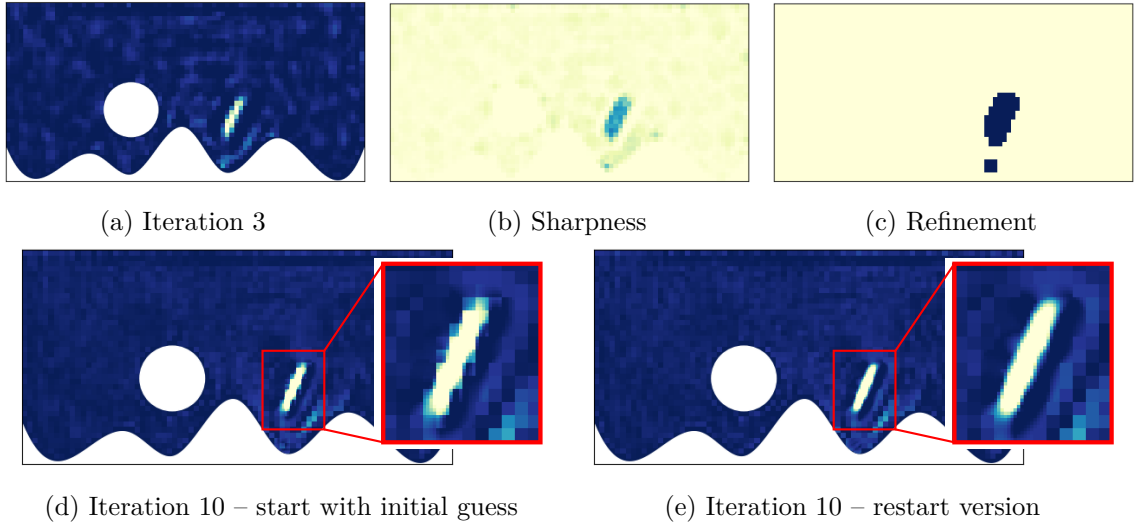 (a) Iteration 3
(b) Sharpness
(c) Refinement
(d) Iteration 10 – start with initial guess
(e) Iteration 10 – restart version